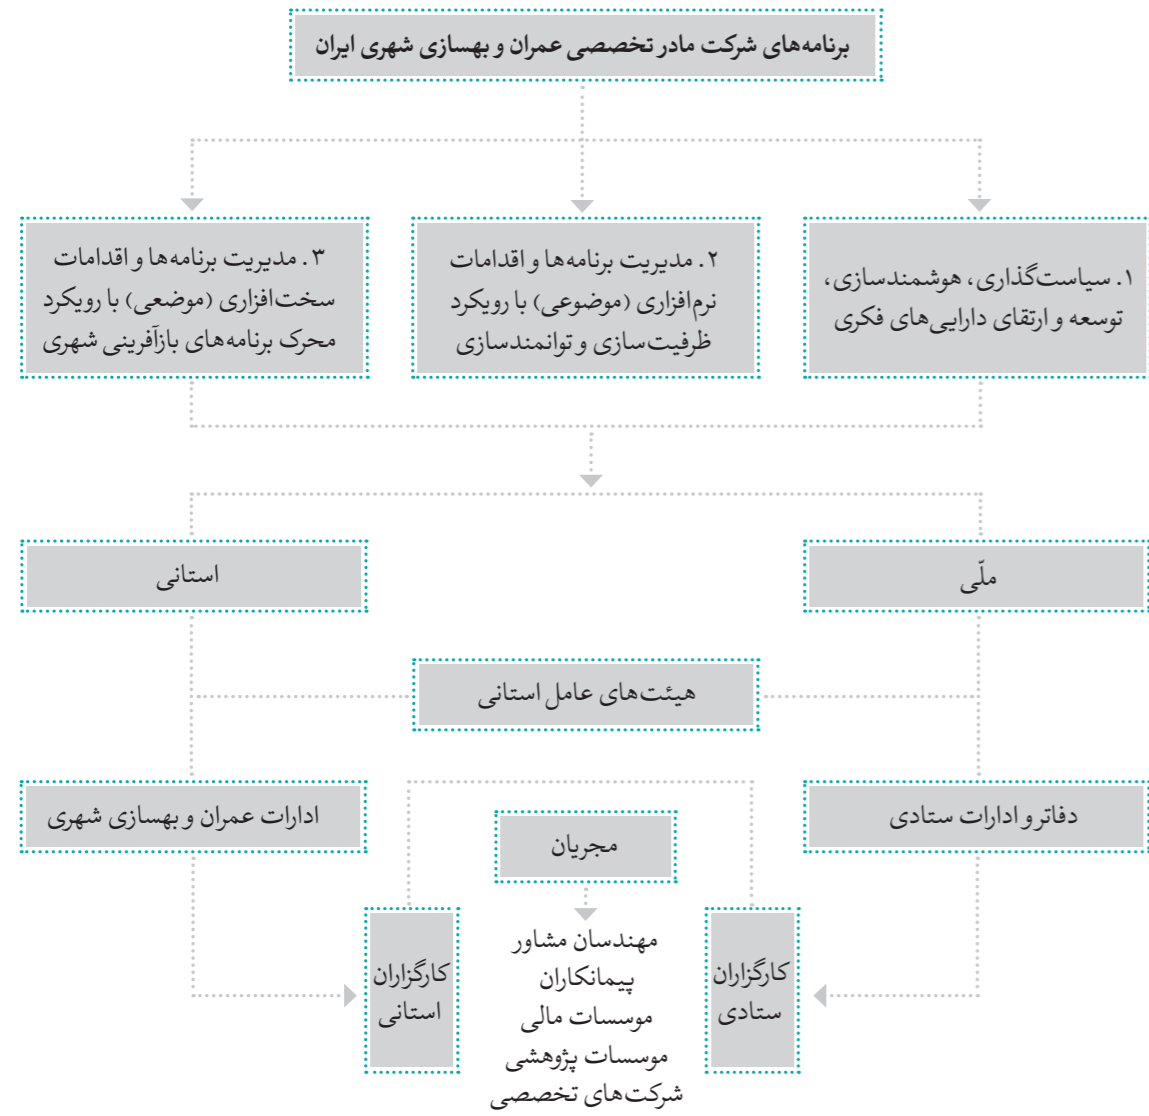 برنامه‌های شرکت مادر تخصصی عمران و بهسازی شهری ایران
۱. سیاست‌گذاری، هوشمندسازی،
توسعه و ارتقای دارایی‌های فکری
۲. مدیریت برنامه‌ها و اقدامات
نرم‌افزاری (موضوعی) با رویکرد
ظرفیت‌سازی و توانمندسازی
۳. مدیریت برنامه‌ها و اقدامات
سخت‌افزاری (موضعی) با رویکرد
محرک برنامه‌های بازآفرینی شهری
ملّی
استانی
هیئت‌های عامل استانی
دفاتر و ادارات ستادی
ادارات عمران و بهسازی شهری
مجریان
کارگزاران
ستادی
مهندسان مشاور
پیمانکاران
موسسات مالی
موسسات پژوهشی
شرکت‌های تخصصی
کارگزاران
استانی